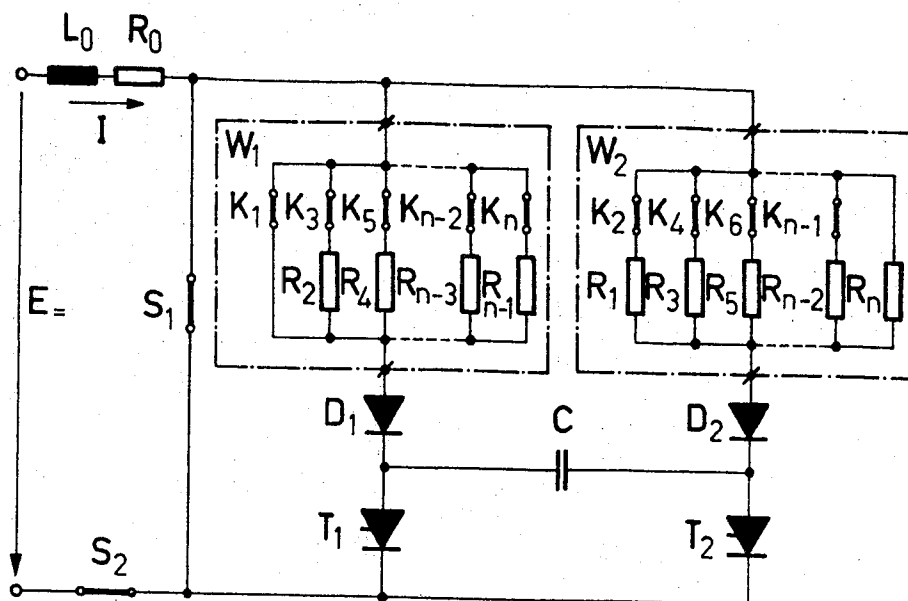 L₀ R₀
I
W₁
W₂
K₁ K₃ K₅ Kₙ₋₂ Kₙ
K₂ K₄ K₆ Kₙ₋₁
R₂ R₄ Rₙ₋₃ Rₙ₋₁
R₁ R₃ R₅ Rₙ₋₂ Rₙ
E₌
S₁
D₁
C
D₂
T₁
T₂
S₂